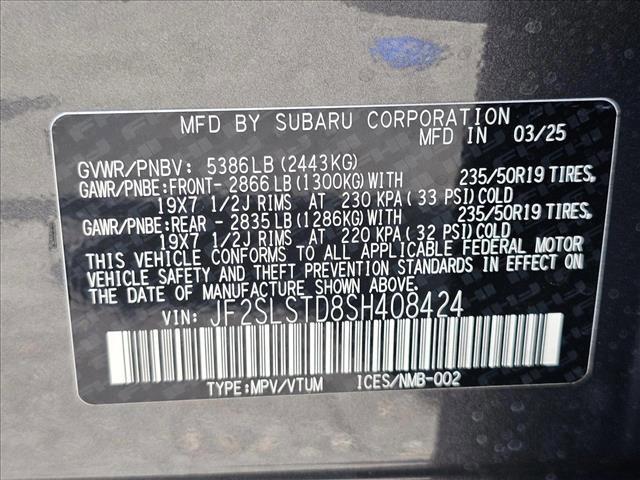 MFD BY SUBARU CORPORATION
MFD IN 03/25
GVWR/PNBV: 5386LB(2443KG)
GAWR/PNBE:FRONT- 2866LB(1300KG)WITH 235/50R19 TIRES,
19X7 1/2J RIMS AT 230 KPA(33 PSI)COLD
GAWR/PNBE:REAR - 2835LB(1286KG)WITH 235/50R19 TIRES,
19X7 1/2J RIMS AT 220 KPA(32 PSI)COLD
THIS VEHICLE CONFORMS TO ALL APPLICABLE FEDERAL MOTOR
VEHICLE SAFETY AND THEFT PREVENTION STANDARDS IN EFFECT ON
THE DATE OF MANUFACTURE SHOWN ABOVE.
VIN: JF2SLSTD8SH408424
TYPE:MPV/VTUM ICES/NMB-002